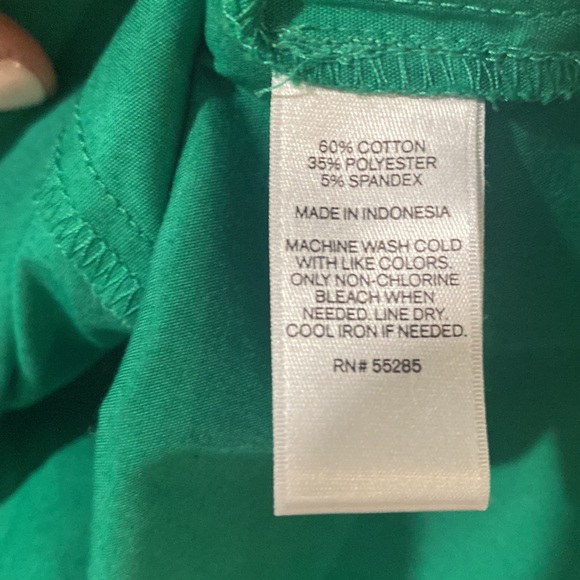 60% COTTON
35% POLYESTER
5% SPANDEX
MADE IN INDONESIA
MACHINE WASH COLD
WITH LIKE COLORS.
ONLY NON-CHLORINE
BLEACH WHEN
NEEDED. LINE DRY.
COOL IRON IF NEEDED.
RN# 55285